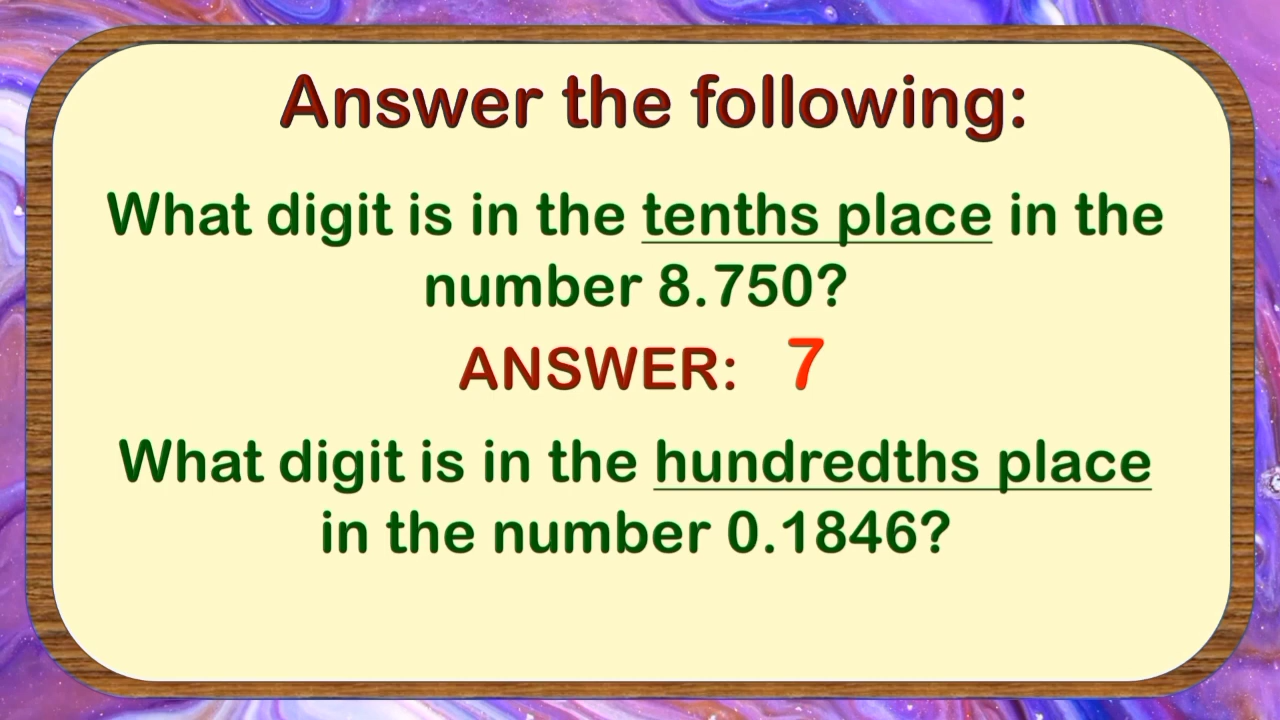 Answer the following:
What digit is in the tenths place in the
number 8.750?
ANSWER: 7
What digit is in the hundredths place
in the number 0.1846?